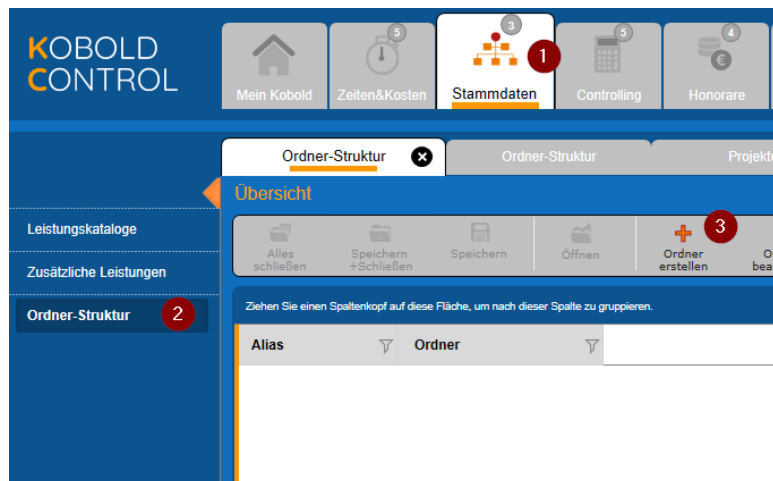 KOBOLD
CONTROL
5
3
5
4
1
Mein Kobold
Zeiten&Kosten
Stammdaten
Controlling
Honorare
Ordner-Struktur
Ordner-Struktur
Projekte
Übersicht
Leistungskataloge
Zusätzliche Leistungen
Ordner-Struktur
2
Alles
schließen
Speichern
+Schließen
Speichern
Öffnen
Ordner
erstellen
3
Ziehen Sie einen Spaltenkopf auf diese Fläche, um nach dieser Spalte zu gruppieren.
Alias
Ordner